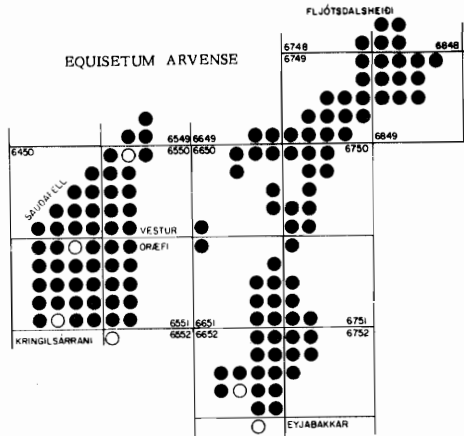 FLJÓTSDALSHEIÐI
EQUISETUM ARVENSE
6748 6848
6749
6549 6649 6849
6450 6550 6650 6750
SAUÐAFELL
VESTUR
ÖRÆFI
6551 6651 6751
KRINGILSÁRRANI 6552 6652 6752
EYJABAKKAR